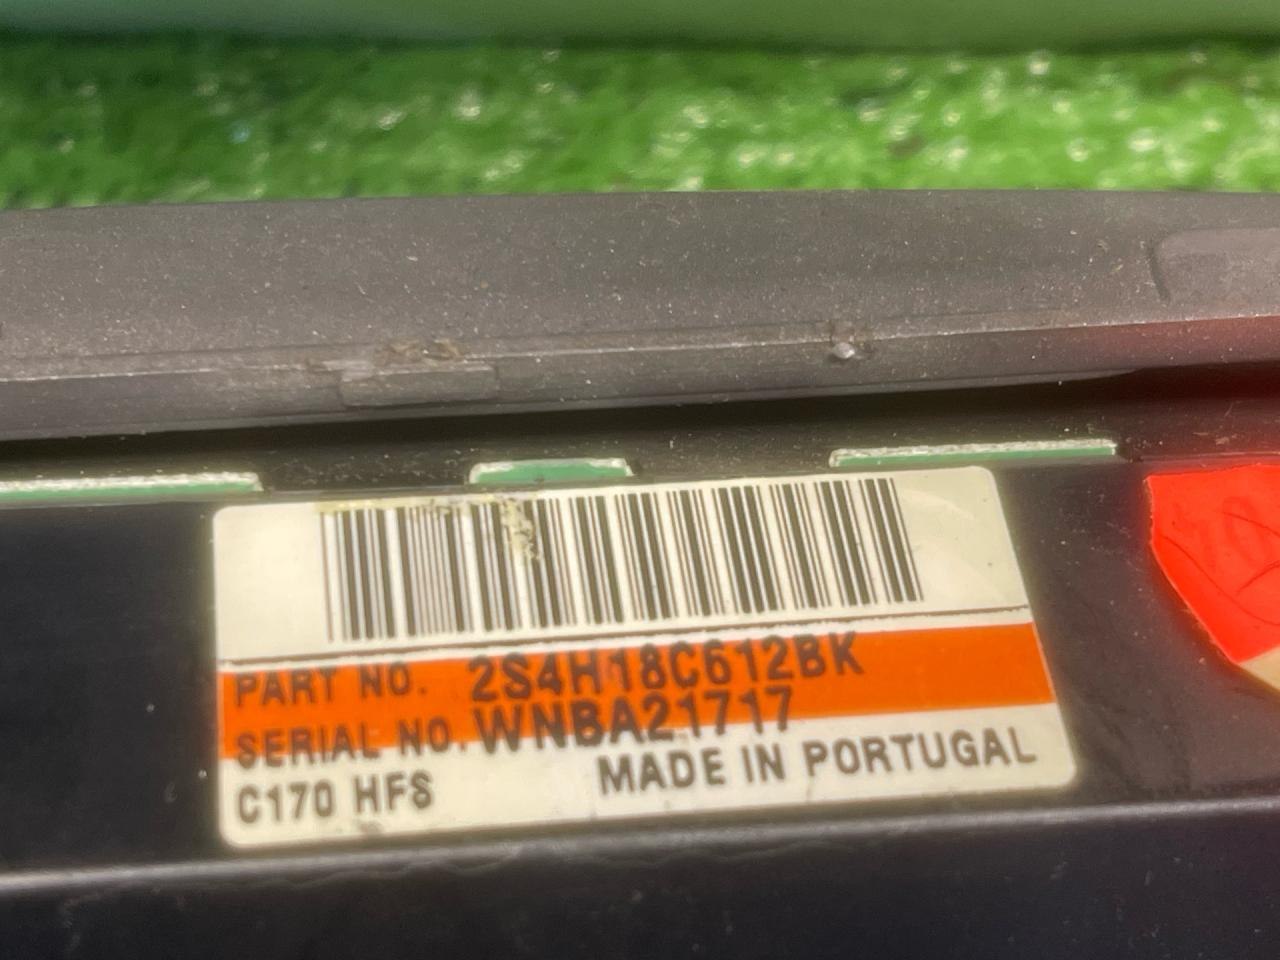 PART NO. 2S4H18C612BK
SERIAL NO. WNBA21717
C170 HFS MADE IN PORTUGAL